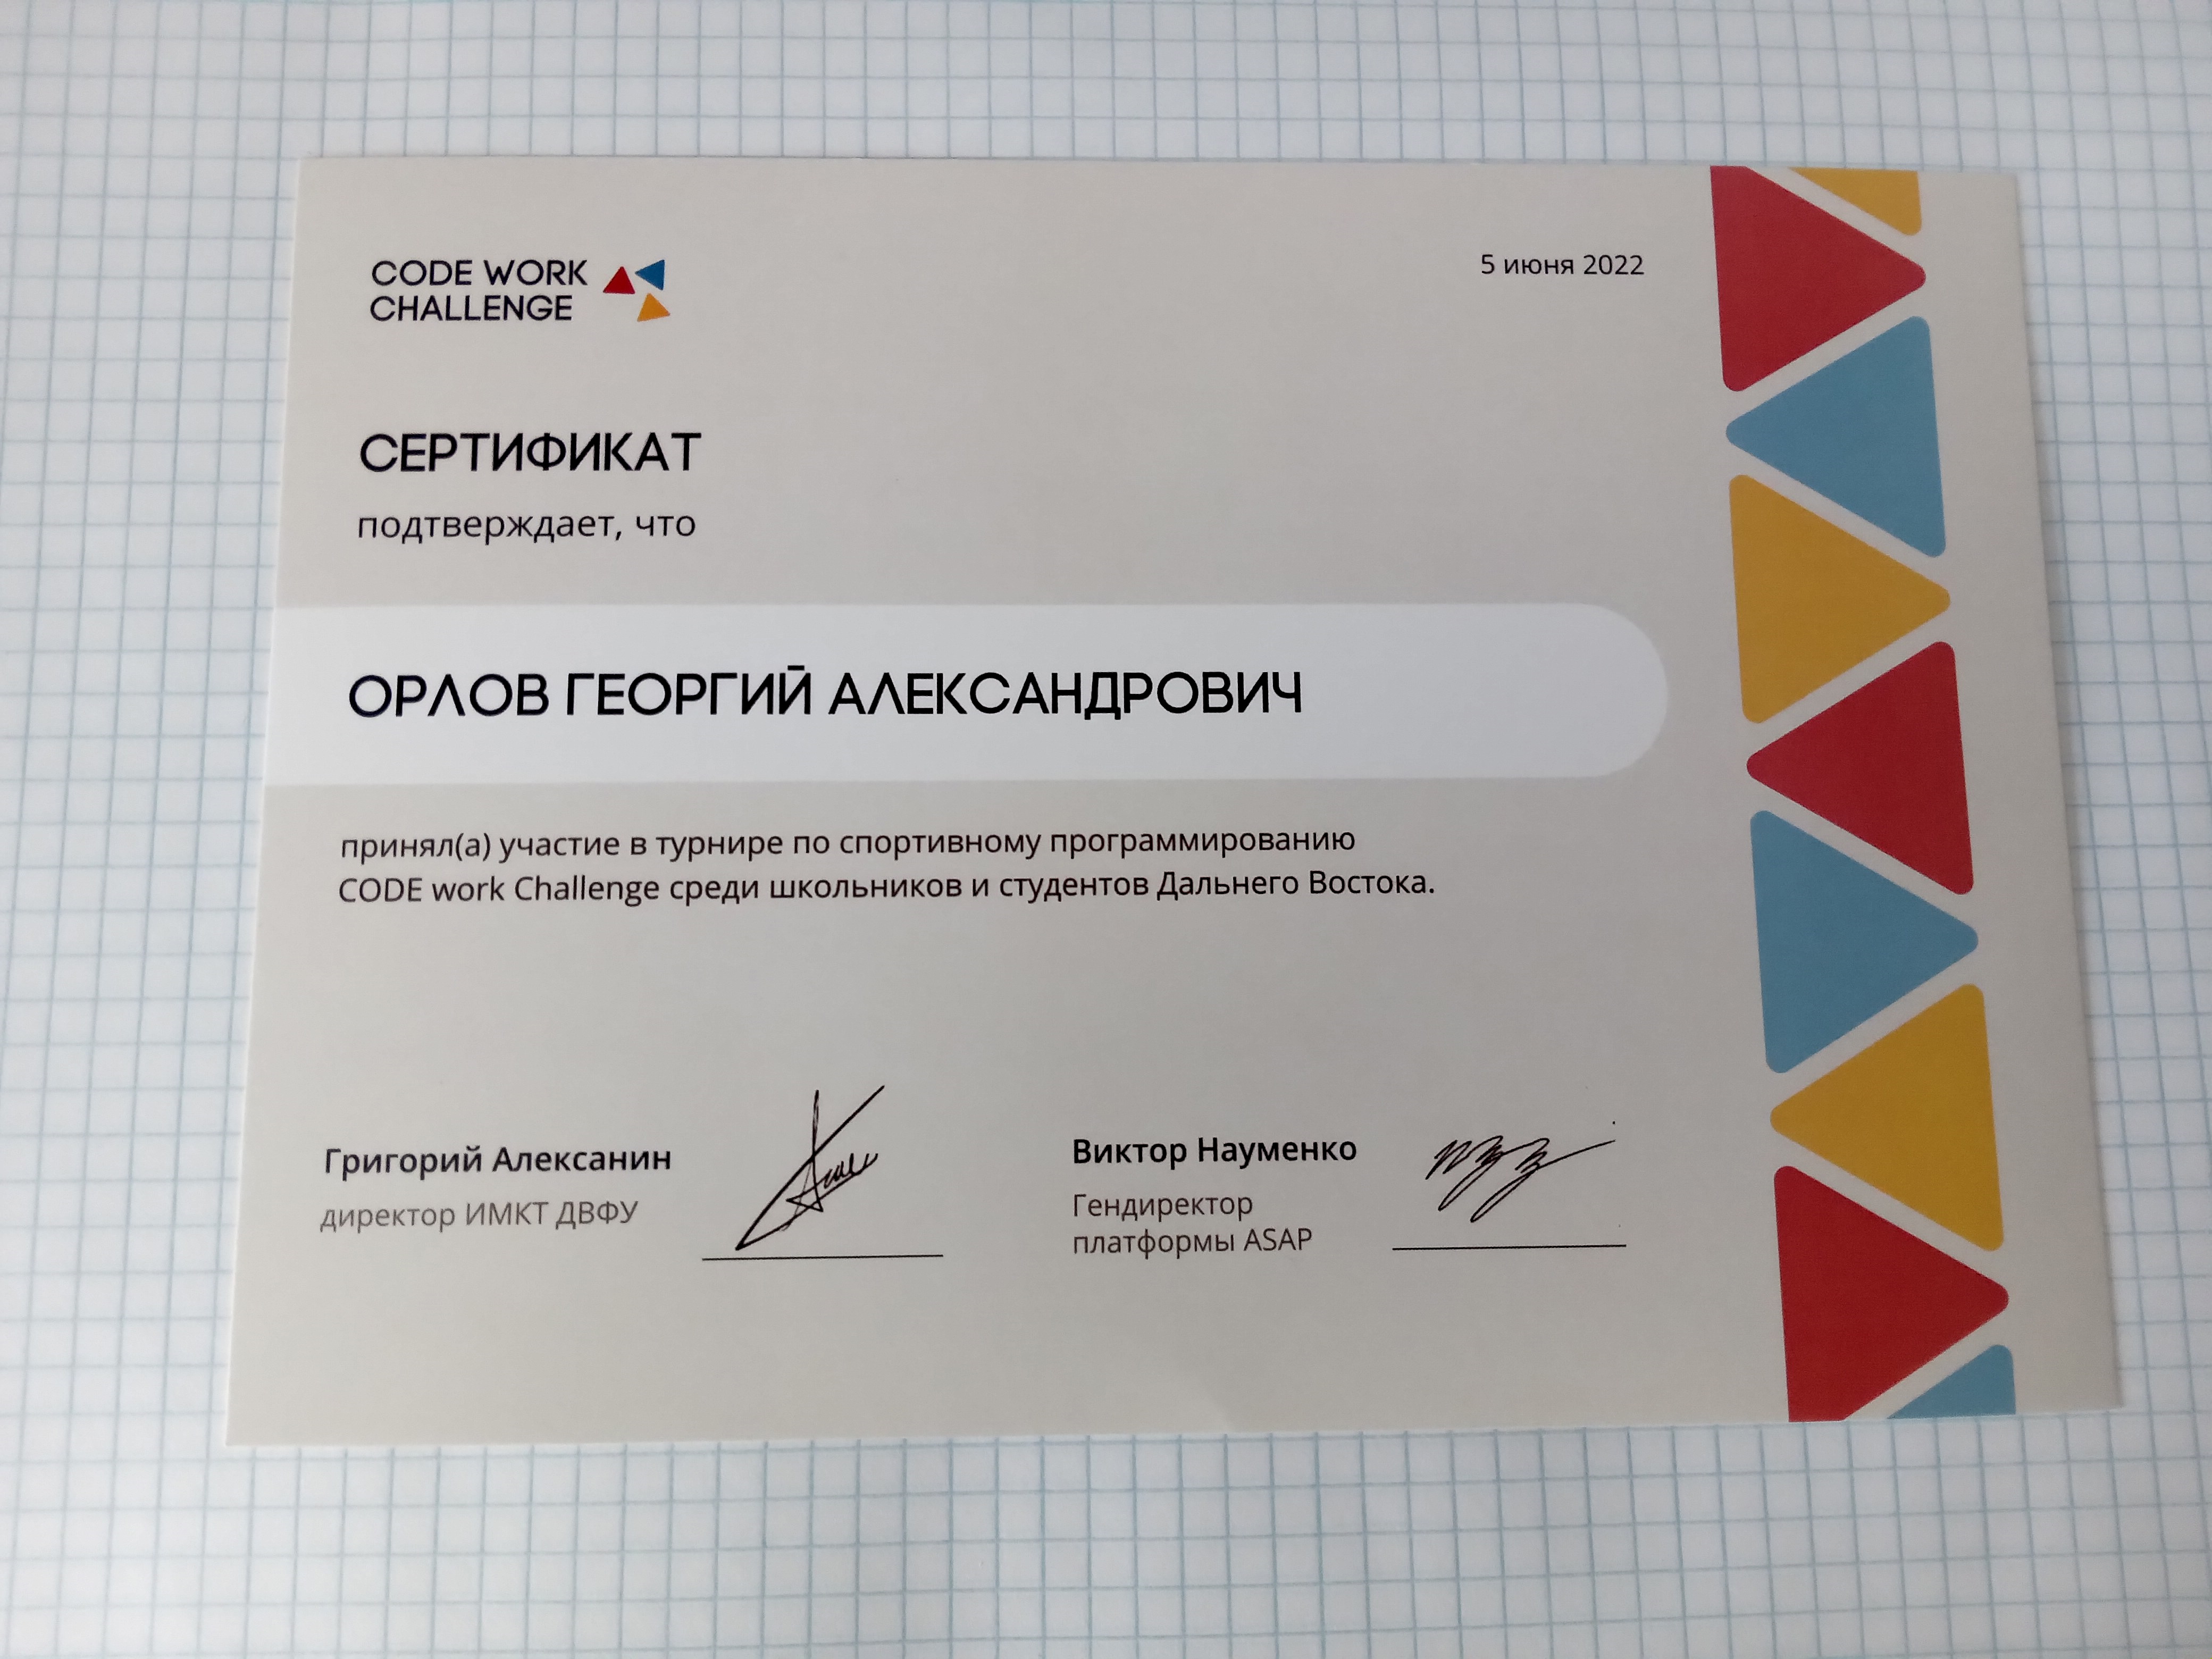 CODE WORK
CHALLENGE
5 июня 2022
СЕРТИФИКАТ
подтверждает, что
ОРЛОВ ГЕОРГИЙ АЛЕКСАНДРОВИЧ
принял(а) участие в турнире по спортивному программированию
CODE work Challenge среди школьников и студентов Дальнего Востока.
Григорий Алексанин
директор ИМКТ ДВФУ
Виктор Науменко
Гендиректор
платформы ASAP